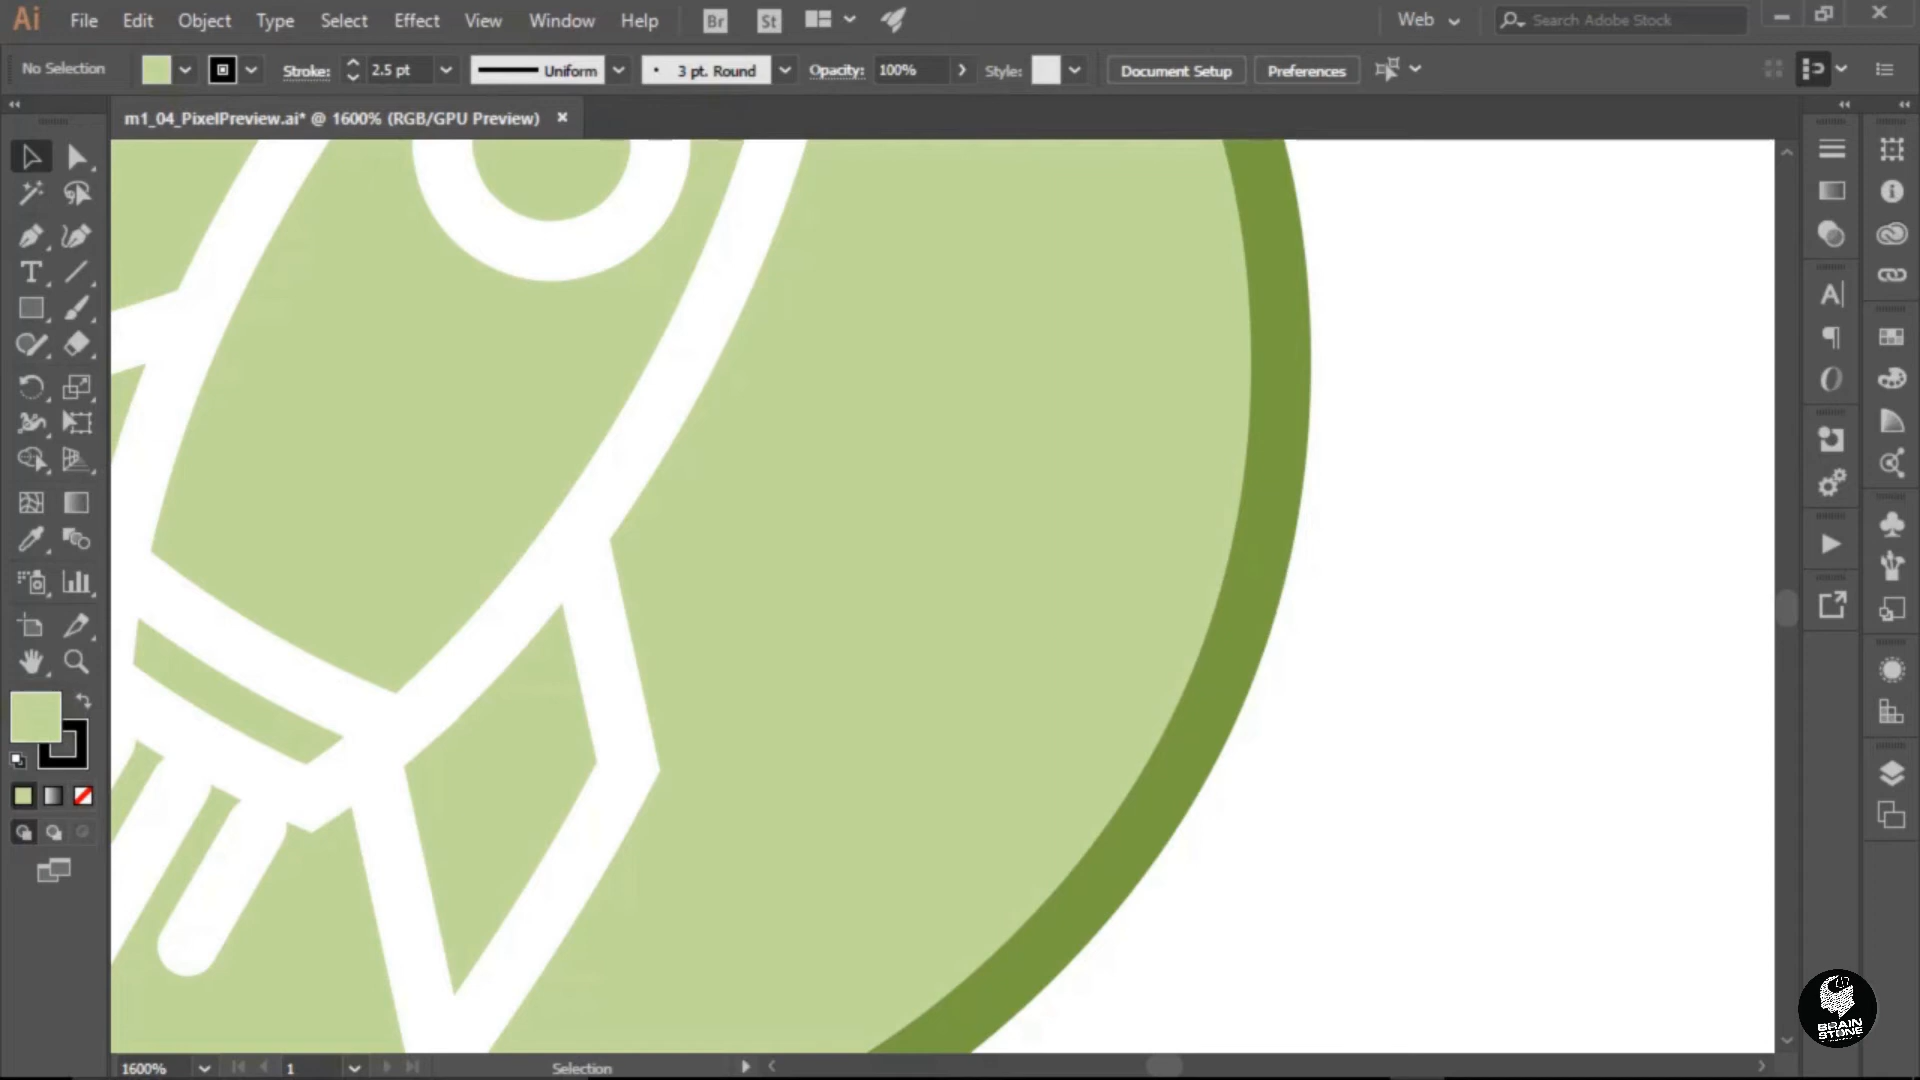 Ai File Edit Object Type Select Effect View Window Help Br St Web Search Adobe Stock
No Selection Stroke: 2.5 pt Uniform 3 pt. Round Opacity: 100% Style: Document Setup Preferences
m1_04_PixelPreview.ai* @ 1600% (RGB/GPU Preview) ×
BRAIN
STONE
1600% 1 Selection